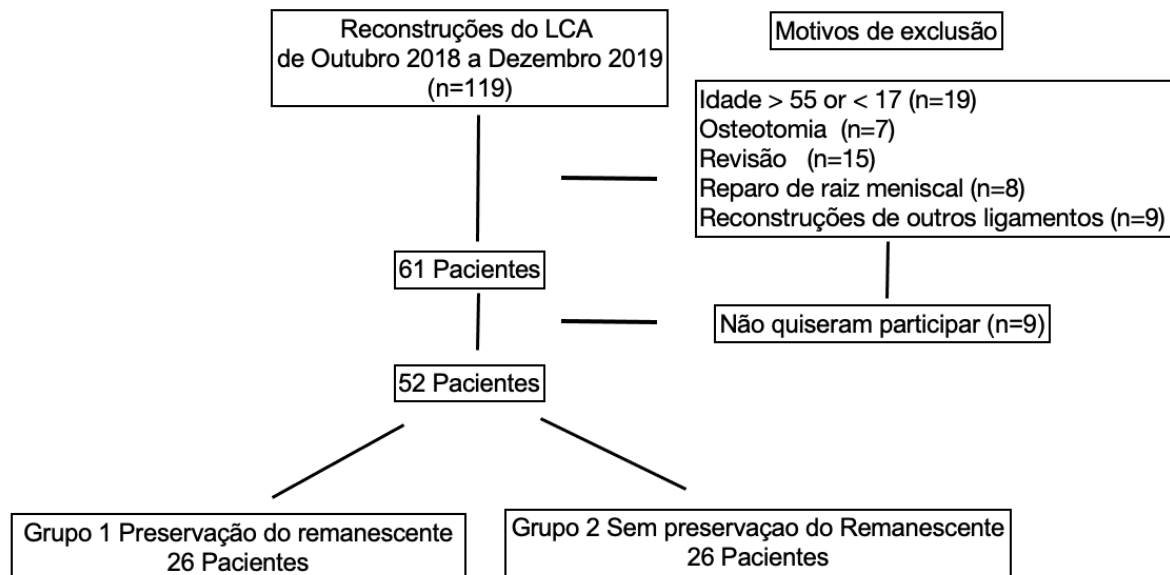 Reconstruções do LCA
de Outubro 2018 a Dezembro 2019
(n=119)
Motivos de exclusão
Idade > 55 or < 17 (n=19)
Osteotomia (n=7)
Revisão (n=15)
Reparo de raiz meniscal (n=8)
Reconstruções de outros ligamentos (n=9)
61 Pacientes
Não quiseram participar (n=9)
52 Pacientes
Grupo 1 Preservação do remanescente
26 Pacientes
Grupo 2 Sem preservaçao do Remanescente
26 Pacientes